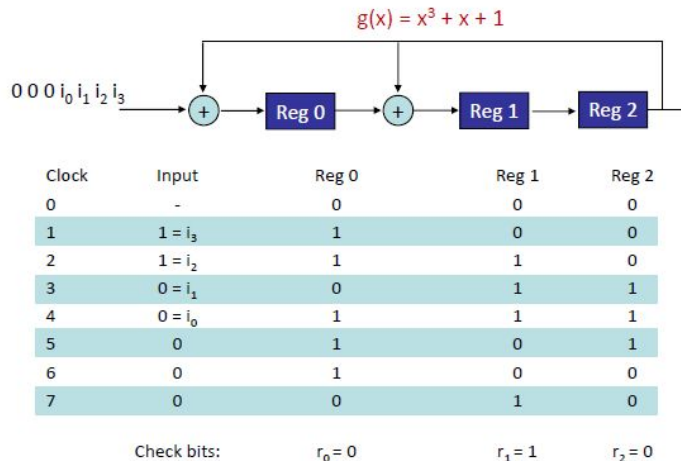 g(x) = x³ + x + 1
0 0 0 i₀ i₁ i₂ i₃
+ Reg 0 + Reg 1 Reg 2
Clock Input Reg 0 Reg 1 Reg 2
0 - 0 0 0
1 1 = i₃ 1 0 0
2 1 = i₂ 1 1 0
3 0 = i₁ 0 1 1
4 0 = i₀ 1 1 1
5 0 1 0 1
6 0 1 0 0
7 0 0 1 0
Check bits: r₀ = 0 r₁ = 1 r₂ = 0